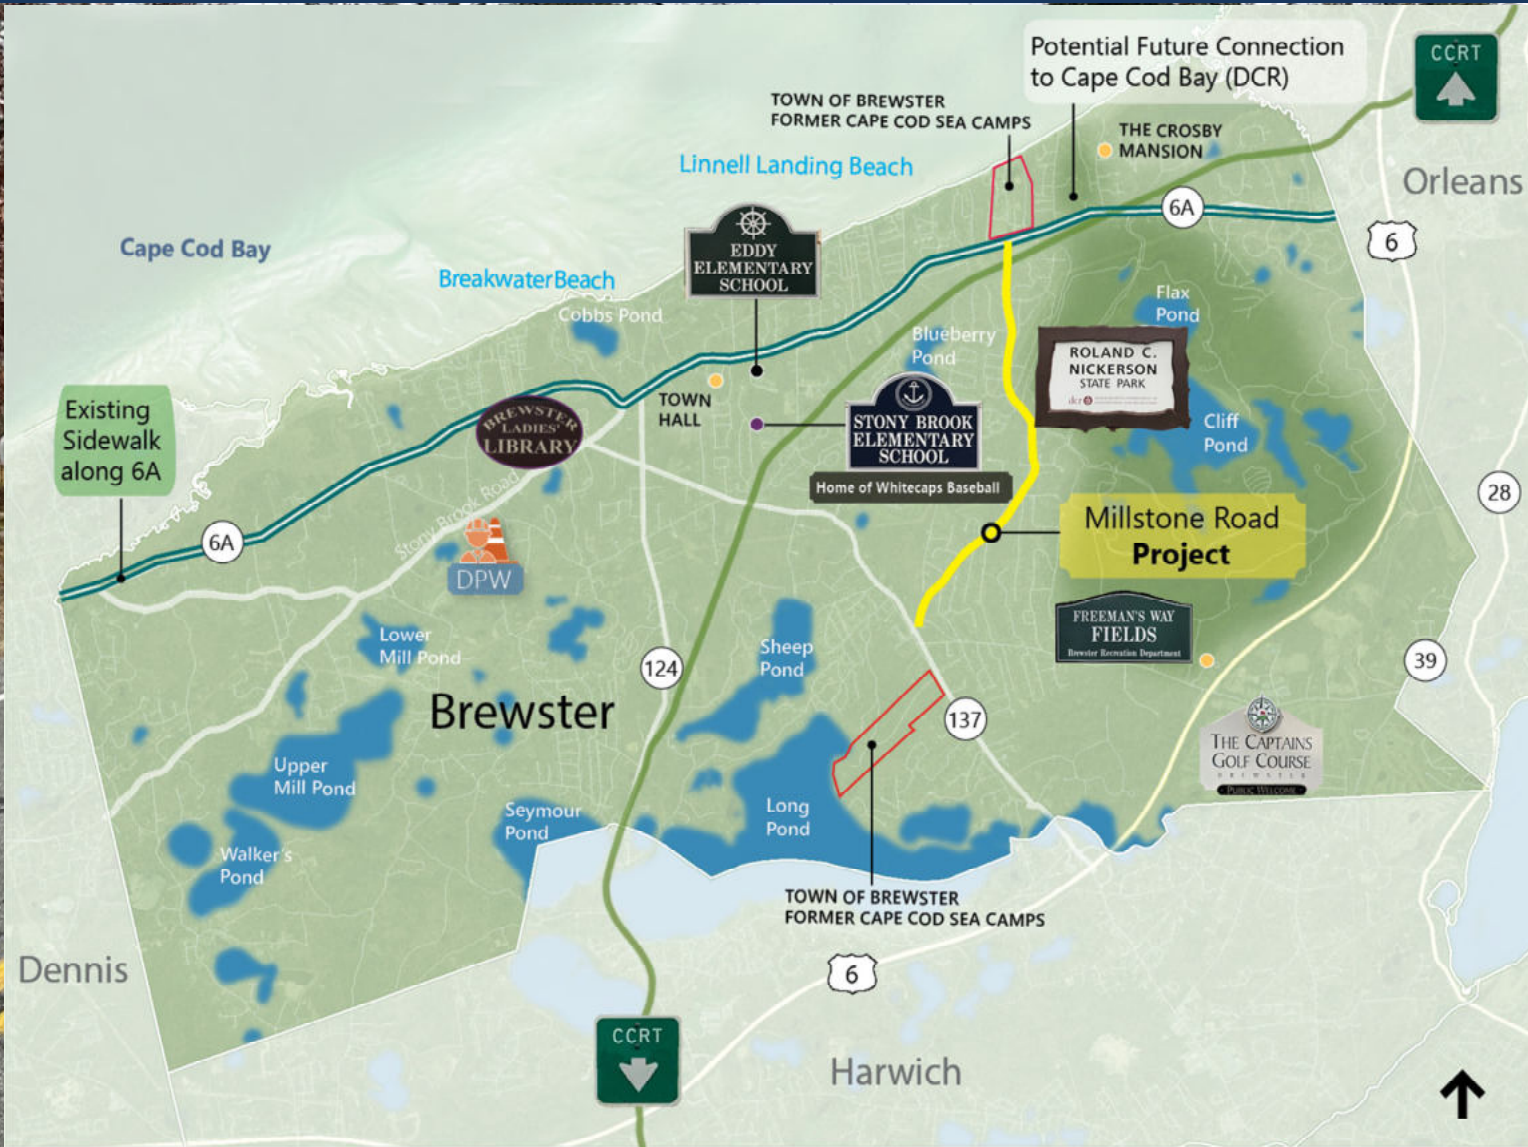 Potential Future Connection
to Cape Cod Bay (DCR)
CCRT
TOWN OF BREWSTER
FORMER CAPE COD SEA CAMPS
THE CROSBY
MANSION
Linnell Landing Beach
Orleans
6A
6
Cape Cod Bay
EDDY
ELEMENTARY
SCHOOL
Breakwater Beach
Cobbs Pond
Flax
Pond
Blueberry
Pond
ROLAND C.
NICKERSON
STATE PARK
dcr
Existing
Sidewalk
along 6A
TOWN
HALL
BREWSTER
LADIES'
LIBRARY
STONY BROOK
ELEMENTARY
SCHOOL
Home of Whitecaps Baseball
Cliff
Pond
28
Stony Brook Road
6A
Millstone Road
Project
DPW
FREEMAN'S WAY
FIELDS
Brewster Recreation Department
Lower
Mill Pond
Sheep
Pond
124
39
Brewster
137
THE CAPTAINS
GOLF COURSE
BREWSTER
PUBLIC WELCOME
Upper
Mill Pond
Seymour
Pond
Long
Pond
Walker's
Pond
TOWN OF BREWSTER
FORMER CAPE COD SEA CAMPS
Dennis
6
CCRT
Harwich